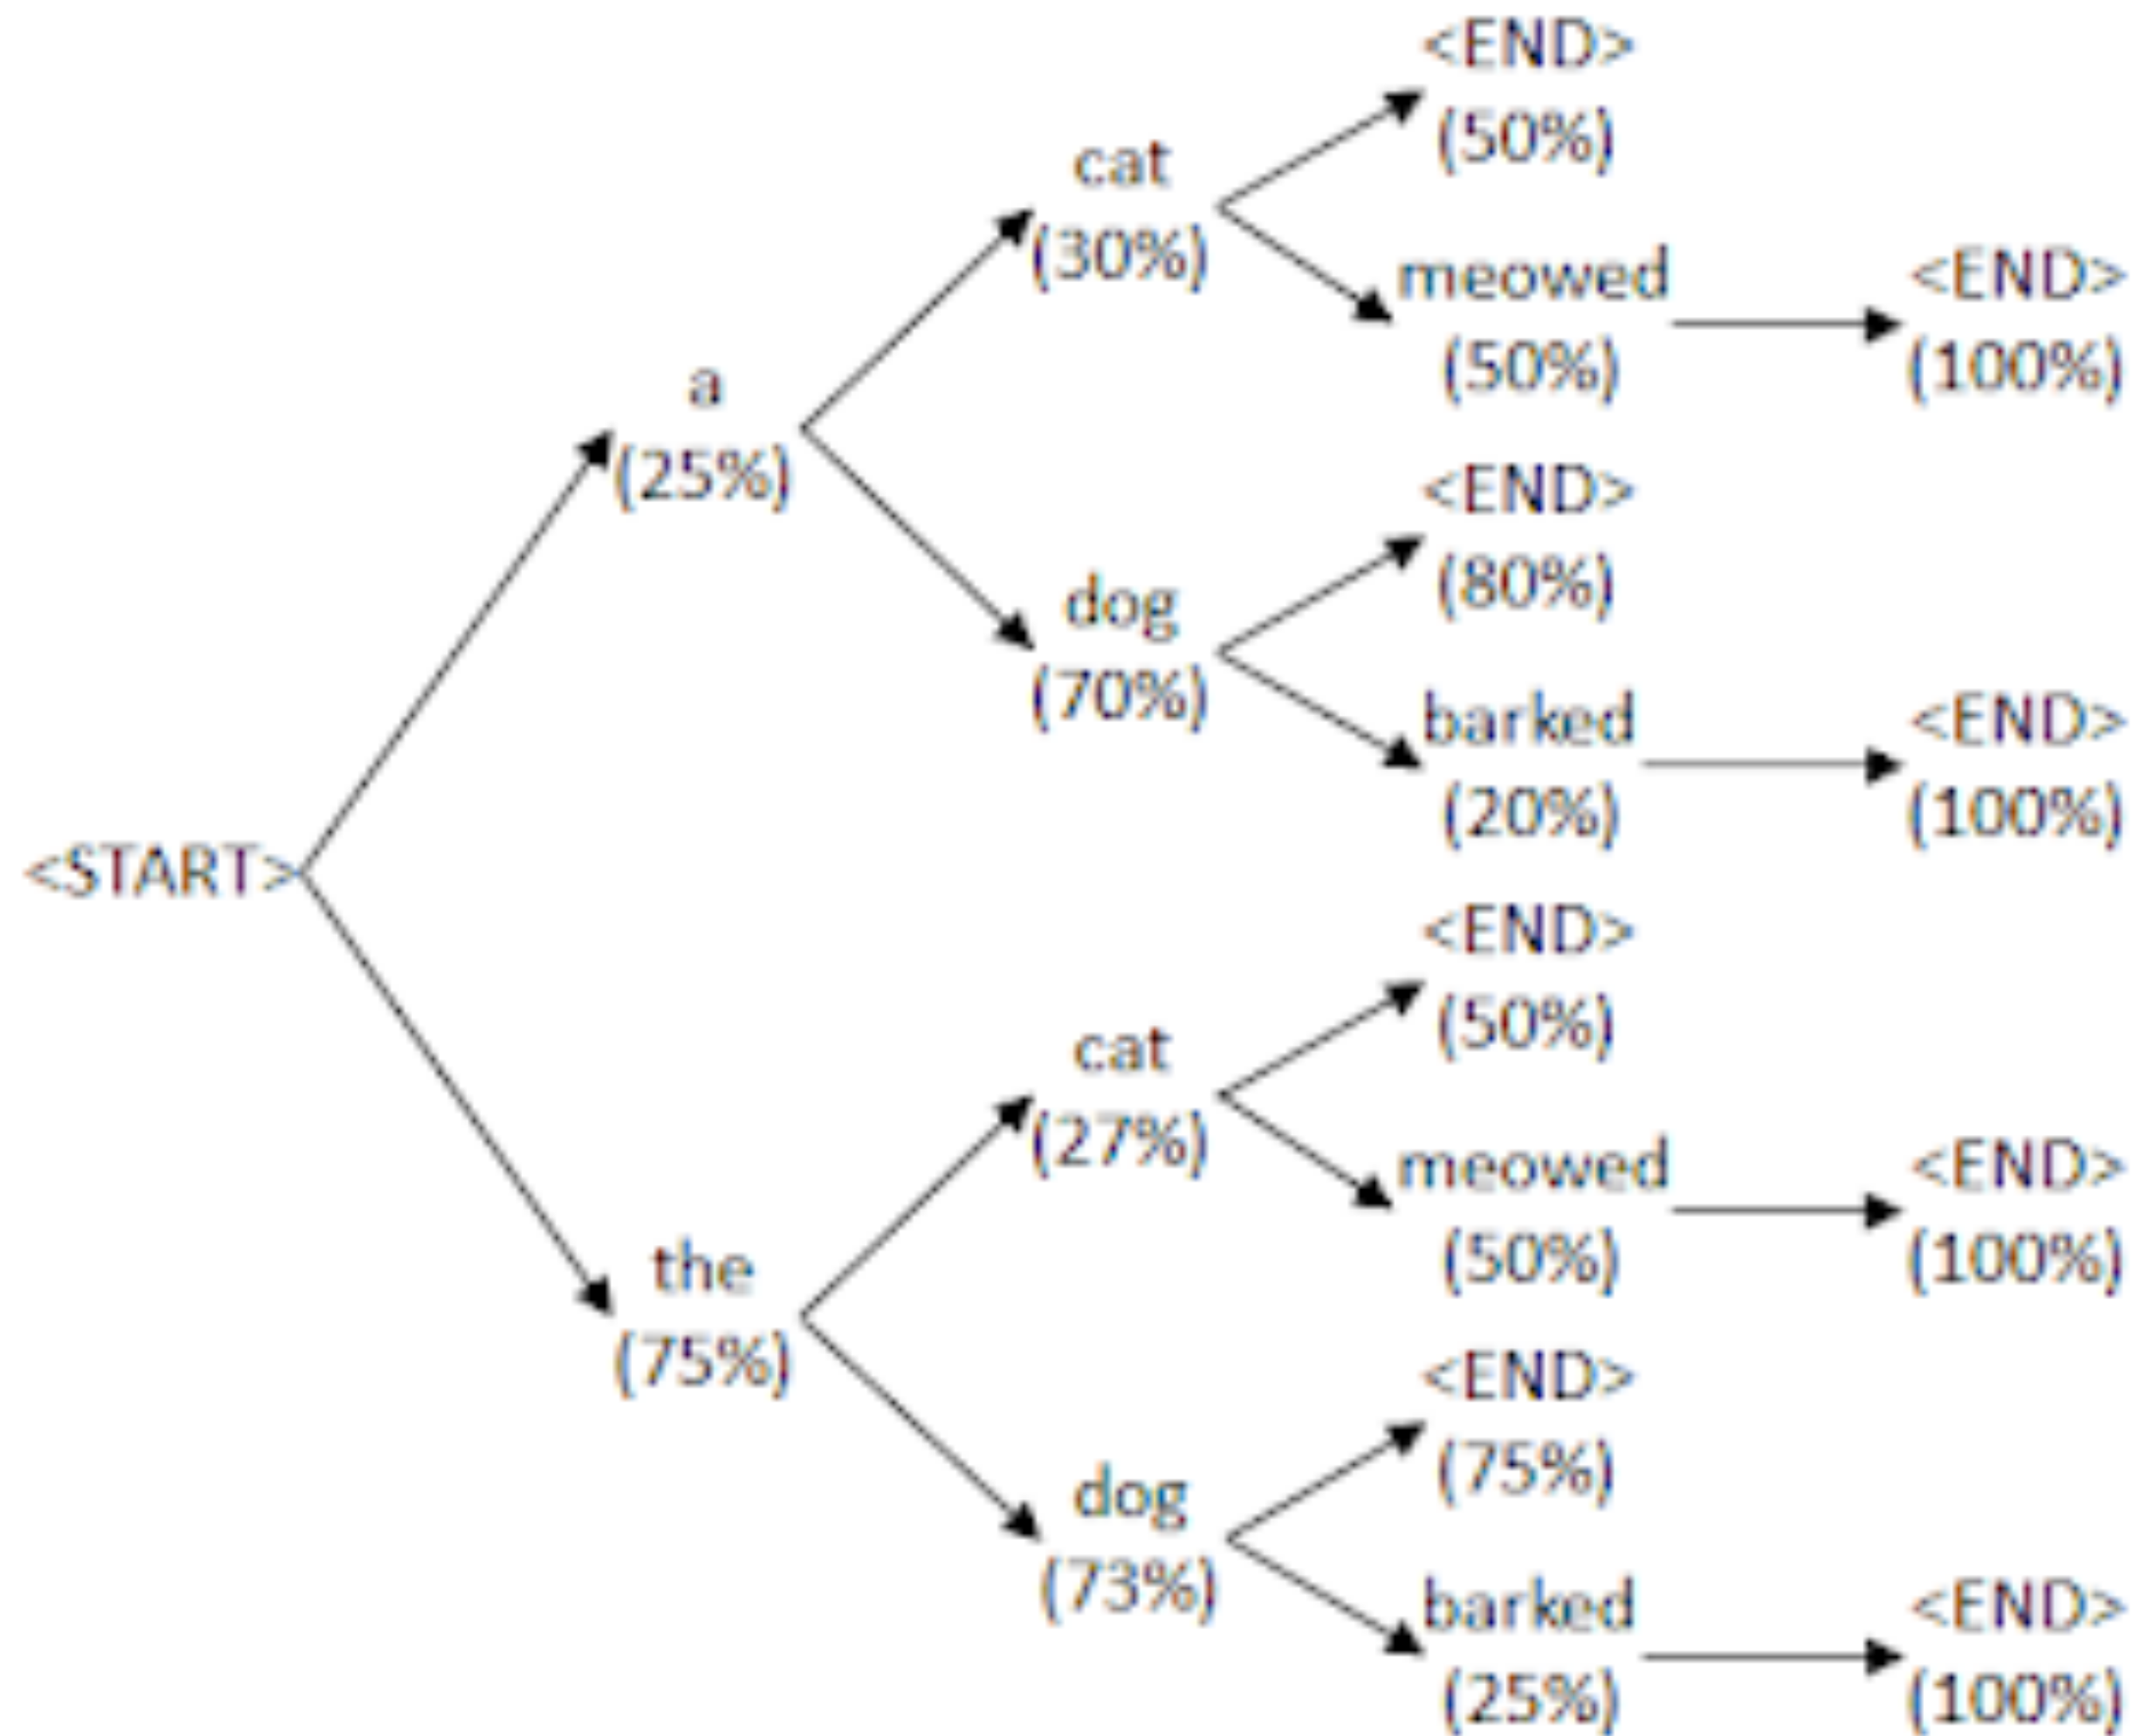 <START>
a
(25%)
cat
(30%)
<END>
(50%)
meowed
(50%)
<END>
(100%)
dog
(70%)
<END>
(80%)
barked
(20%)
<END>
(100%)
the
(75%)
cat
(27%)
<END>
(50%)
meowed
(50%)
<END>
(100%)
dog
(73%)
<END>
(75%)
barked
(25%)
<END>
(100%)